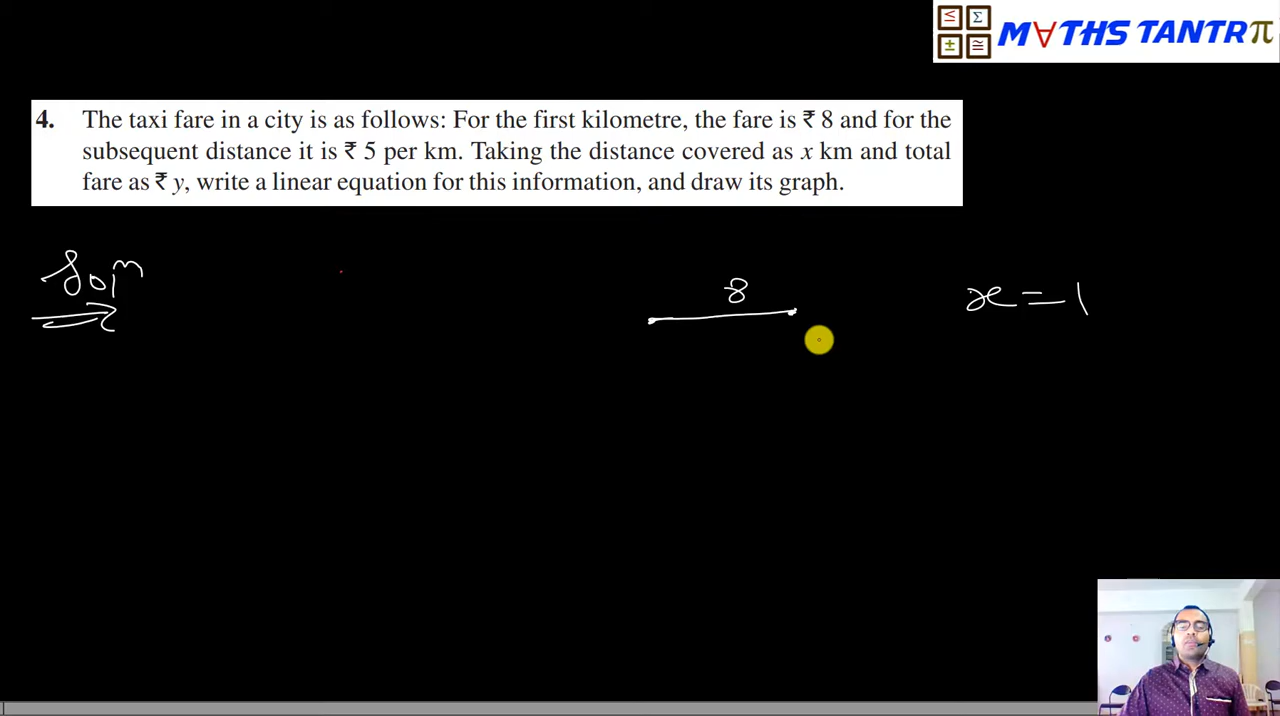 ≤ Σ
± ≅
M∀THS TANTRπ
4. The taxi fare in a city is as follows: For the first kilometre, the fare is ₹ 8 and for the
subsequent distance it is ₹ 5 per km. Taking the distance covered as x km and total
fare as ₹ y, write a linear equation for this information, and draw its graph.
Solⁿ
8
x = 1